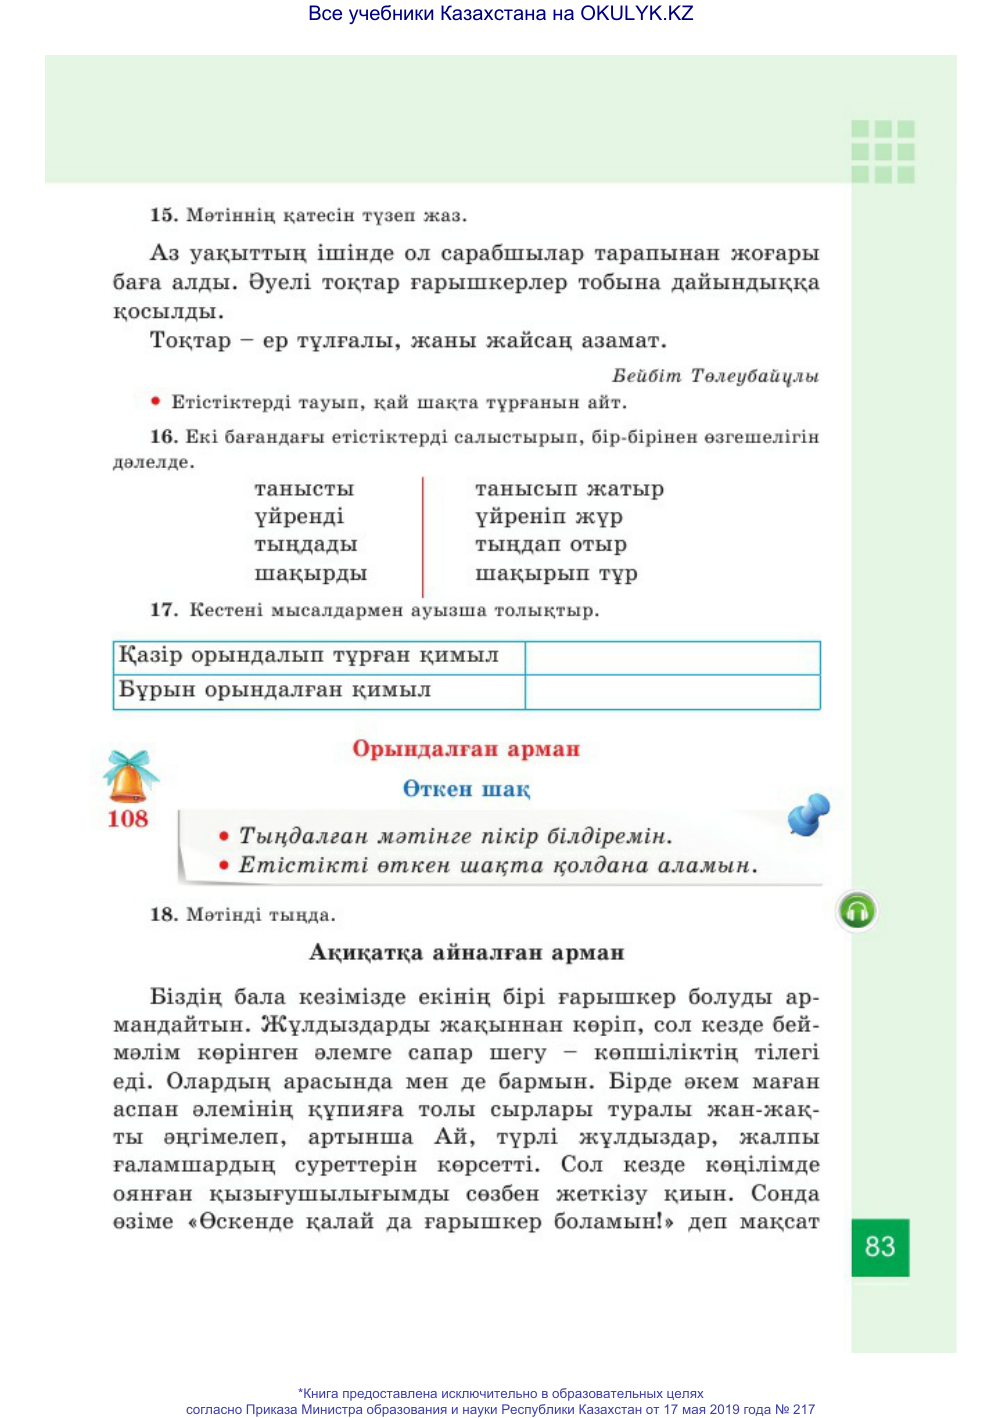 Все учебники Казахстана на OKULYK.KZ
15. Мәтіннің қатесін түзеп жаз.
Аз уақыттың ішінде ол сарабшылар тарапынан жоғары
баға алды. Әуелі тоқтар ғарышкерлер тобына дайындыққа
қосылды.
Тоқтар – ер тұлғалы, жаны жайсаң азамат.
Бейбіт Төлеубайұлы
• Етістіктерді тауып, қай шақта тұрғанын айт.
16. Екі бағандағы етістіктерді салыстырып, бір-бірінен өзгешелігін
дәлелде.
танысты танысып жатыр
үйренді үйреніп жүр
тыңдады тыңдап отыр
шақырды шақырып тұр
17. Кестені мысалдармен ауызша толықтыр.
Қазір орындалып тұрған қимыл
Бұрын орындалған қимыл
Орындалған арман
Өткен шақ
108
• Тыңдалған мәтінге пікір білдіремін.
• Етістікті өткен шақта қолдана аламын.
18. Мәтінді тыңда.
Ақиқатқа айналған арман
Біздің бала кезімізде екінің бірі ғарышкер болуды ар-
мандайтын. Жұлдыздарды жақыннан көріп, сол кезде бей-
мәлім көрінген әлемге сапар шегу – көпшіліктің тілегі
еді. Олардың арасында мен де бармын. Бірде әкем маған
аспан әлемінің құпияға толы сырлары туралы жан-жақ-
ты әңгімелеп, артынша Ай, түрлі жұлдыздар, жалпы
ғаламшардың суреттерін көрсетті. Сол кезде көңілімде
оянған қызығушылығымды сөзбен жеткізу қиын. Сонда
өзіме «Өскенде қалай да ғарышкер боламын!» деп мақсат
83
*Книга предоставлена исключительно в образовательных целях
согласно Приказа Министра образования и науки Республики Казахстан от 17 мая 2019 года № 217